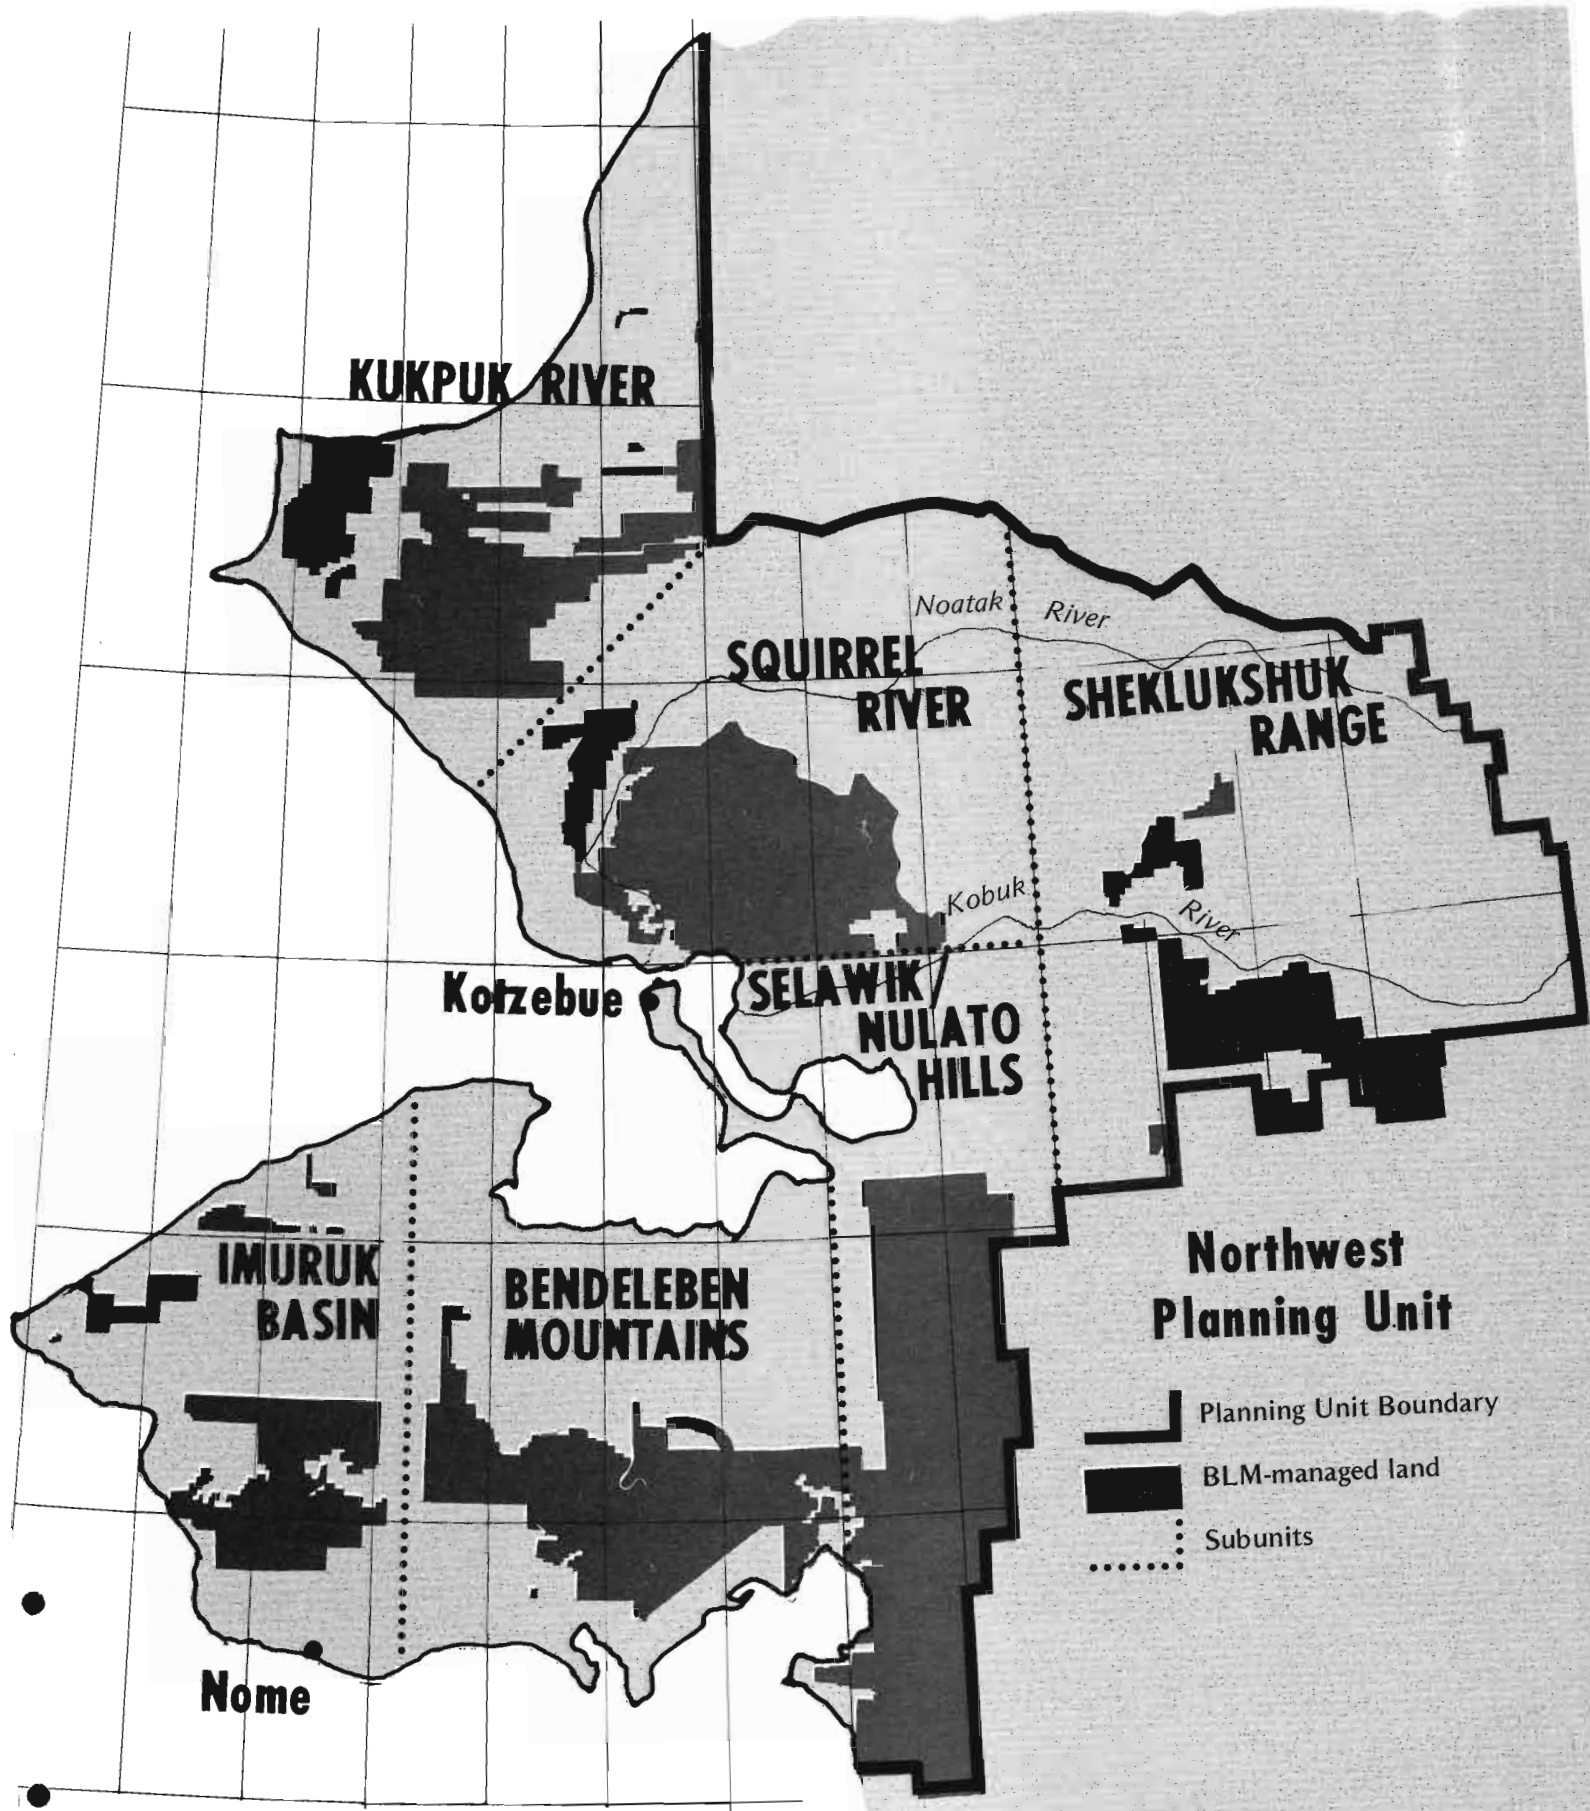 KUKPUK RIVER
Noatak River
SQUIRREL
RIVER
SHEKLUKSHUK
RANGE
Kobuk River
Kotzebue
SELAWIK/
NULATO
HILLS
IMURUK
BASIN
BENDELEBEN
MOUNTAINS
Nome
Northwest
Planning Unit
Planning Unit Boundary
BLM-managed land
Subunits